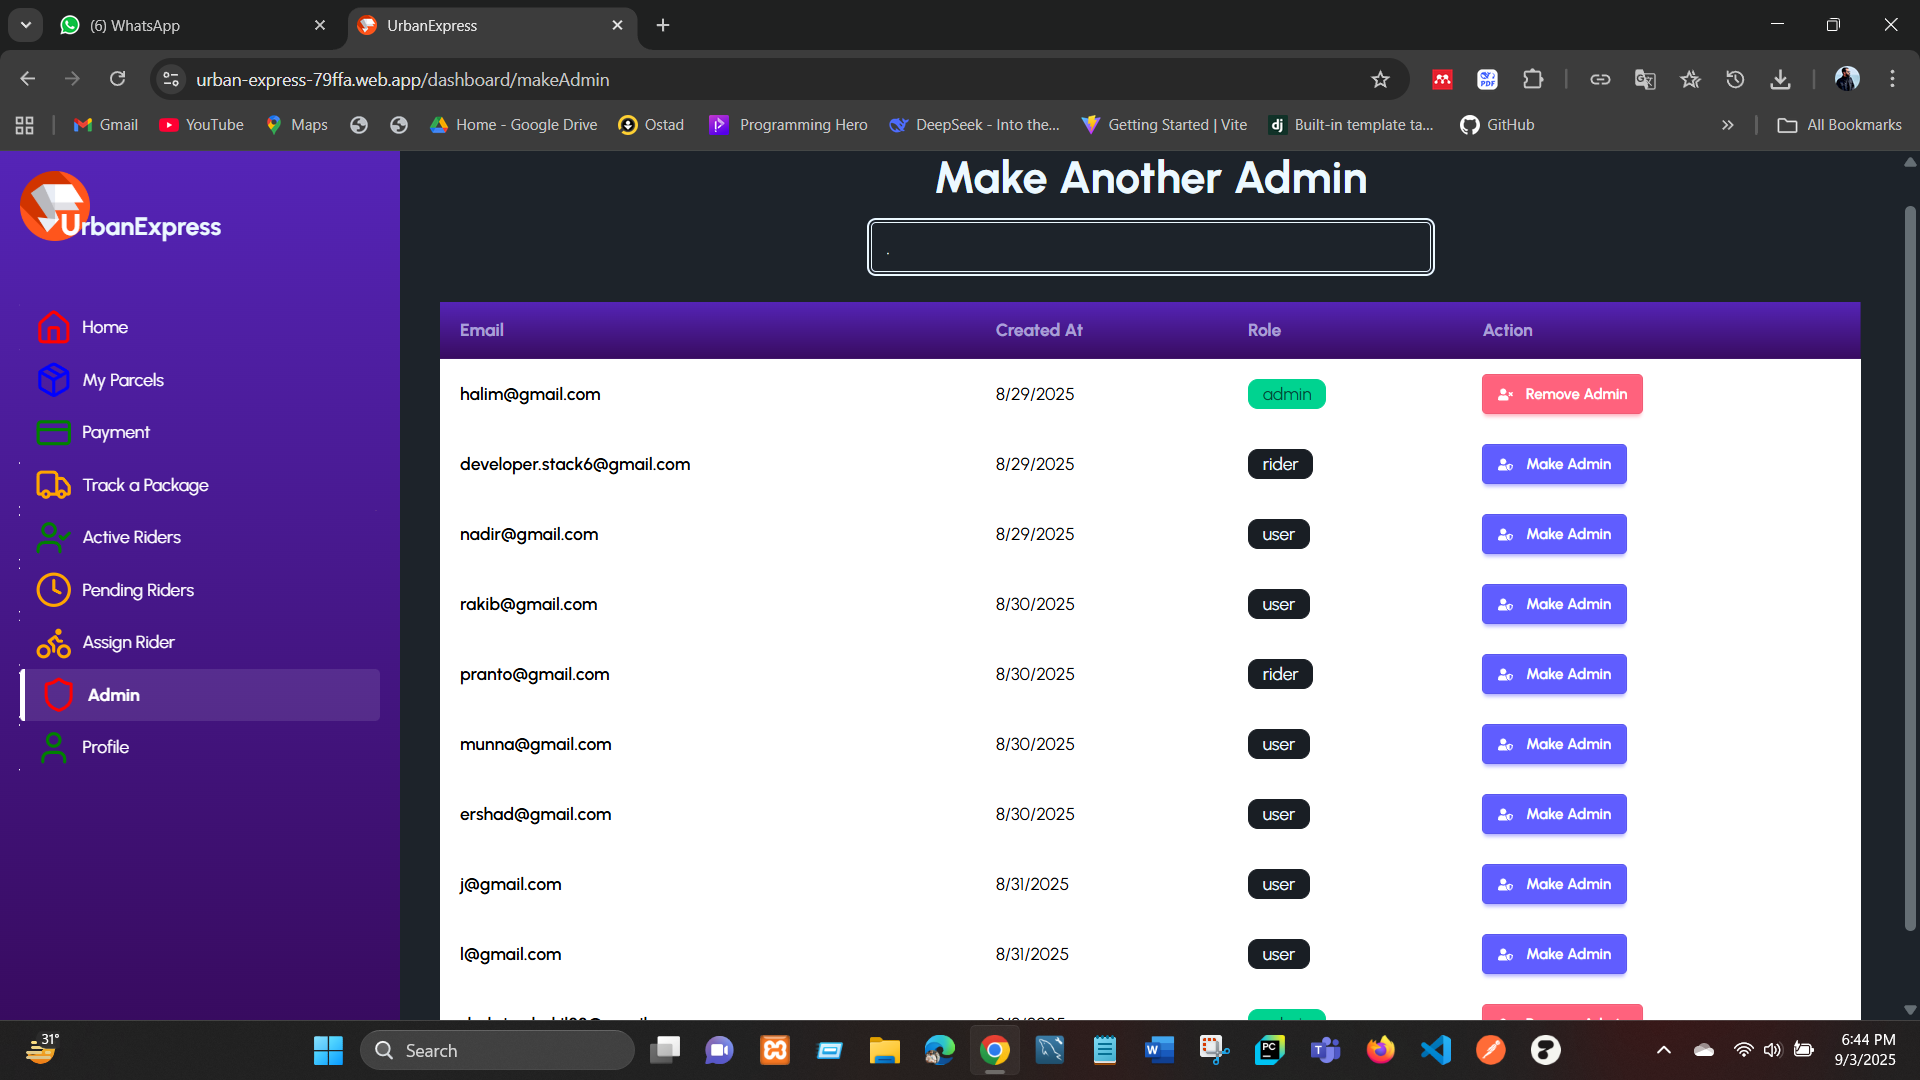 (6) WhatsApp
UrbanExpress
urban-express-79ffa.web.app/dashboard/makeAdmin
Gmail
YouTube
Maps
Home - Google Drive
Ostad
Programming Hero
DeepSeek - Into the...
Getting Started | Vite
Built-in template ta...
GitHub
All Bookmarks
UrbanExpress
Home
My Parcels
Payment
Track a Package
Active Riders
Pending Riders
Assign Rider
Admin
Profile
Make Another Admin
.
Email Created At Role Action
halim@gmail.com 8/29/2025 admin Remove Admin
developer.stack6@gmail.com 8/29/2025 rider Make Admin
nadir@gmail.com 8/29/2025 user Make Admin
rakib@gmail.com 8/30/2025 user Make Admin
pranto@gmail.com 8/30/2025 rider Make Admin
munna@gmail.com 8/30/2025 user Make Admin
ershad@gmail.com 8/30/2025 user Make Admin
j@gmail.com 8/31/2025 user Make Admin
l@gmail.com 8/31/2025 user Make Admin
31°
Search
6:44 PM
9/3/2025